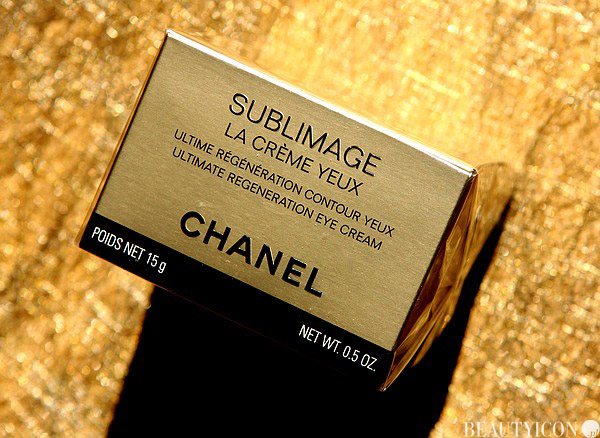 SUBLIMAGE
LA CRÈME YEUX
ULTIME RÉGÉNÉRATION CONTOUR YEUX
ULTIMATE REGENERATION EYE CREAM
CHANEL
POIDS NET 15 g
NET WT. 0.5 OZ.
BEAUTYICON